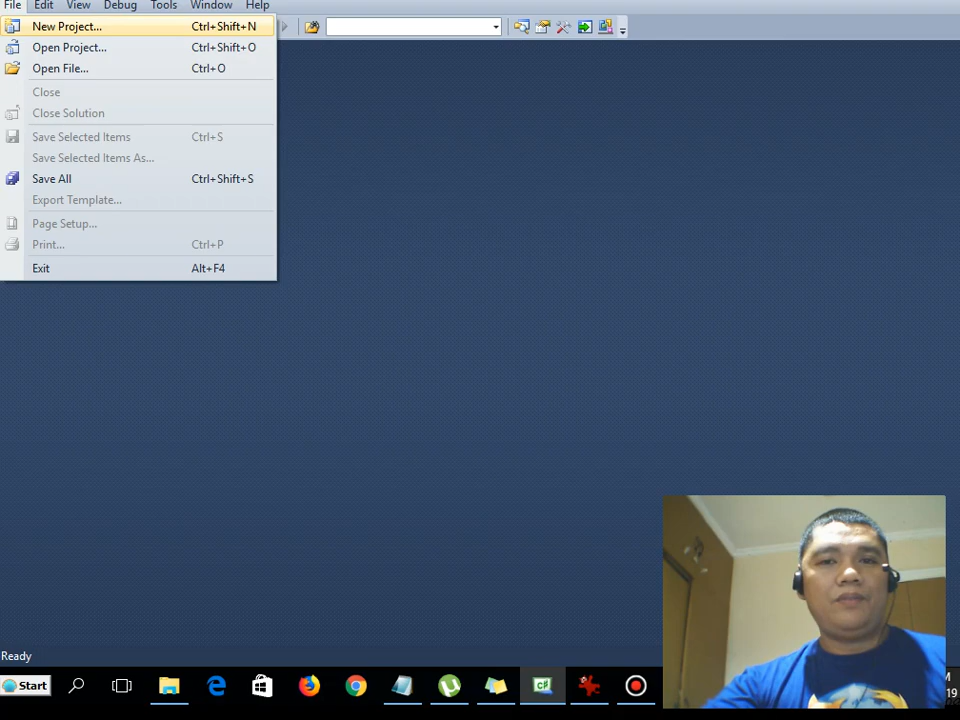 File Edit View Debug Tools Window Help
New Project... Ctrl+Shift+N
Open Project... Ctrl+Shift+O
Open File... Ctrl+O
Close
Close Solution
Save Selected Items Ctrl+S
Save Selected Items As...
Save All Ctrl+Shift+S
Export Template...
Page Setup...
Print... Ctrl+P
Exit Alt+F4
Ready
Start C#
M
19